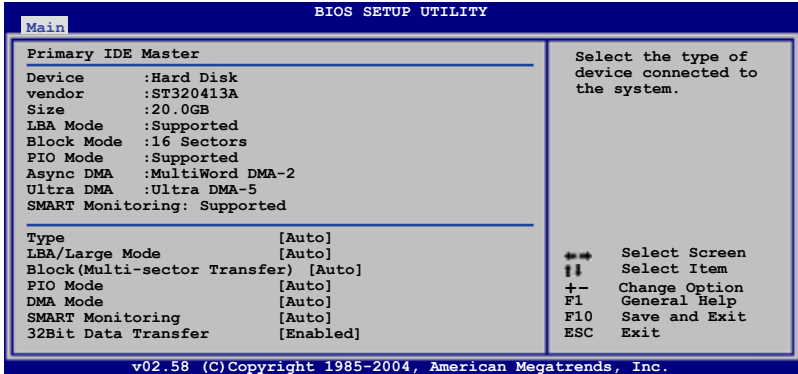 BIOS SETUP UTILITY
Main
Primary IDE Master
Device :Hard Disk
vendor :ST320413A
Size :20.0GB
LBA Mode :Supported
Block Mode :16 Sectors
PIO Mode :Supported
Async DMA :MultiWord DMA-2
Ultra DMA :Ultra DMA-5
SMART Monitoring: Supported
Type [Auto]
LBA/Large Mode [Auto]
Block(Multi-sector Transfer) [Auto]
PIO Mode [Auto]
DMA Mode [Auto]
SMART Monitoring [Auto]
32Bit Data Transfer [Enabled]
Select the type of
device connected to
the system.
←→ Select Screen
↑↓ Select Item
+- Change Option
F1 General Help
F10 Save and Exit
ESC Exit
v02.58 (C)Copyright 1985-2004, American Megatrends, Inc.